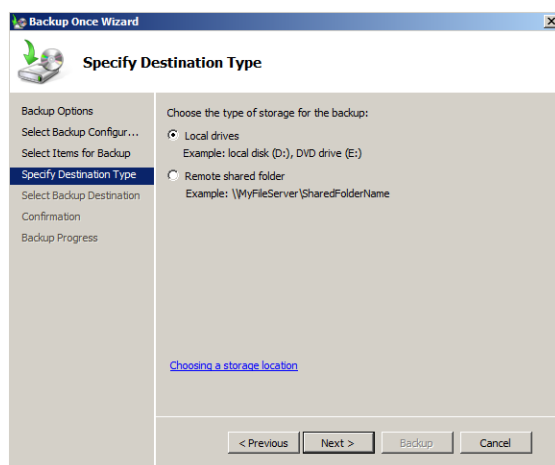 Backup Once Wizard
Specify Destination Type
Backup Options
Select Backup Configur...
Select Items for Backup
Specify Destination Type
Select Backup Destination
Confirmation
Backup Progress
Choose the type of storage for the backup:
Local drives
Example: local disk (D:), DVD drive (E:)
Remote shared folder
Example: \\MyFileServer\SharedFolderName
Choosing a storage location
< Previous
Next >
Backup
Cancel